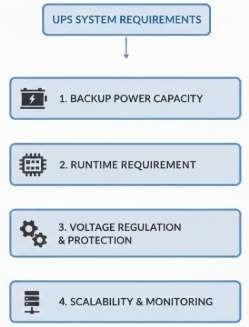 UPS SYSTEM REQUIREMENTS
1. BACKUP POWER CAPACITY
2. RUNTIME REQUIREMENT
3. VOLTAGE REGULATION
& PROTECTION
4. SCALABILITY & MONITORING